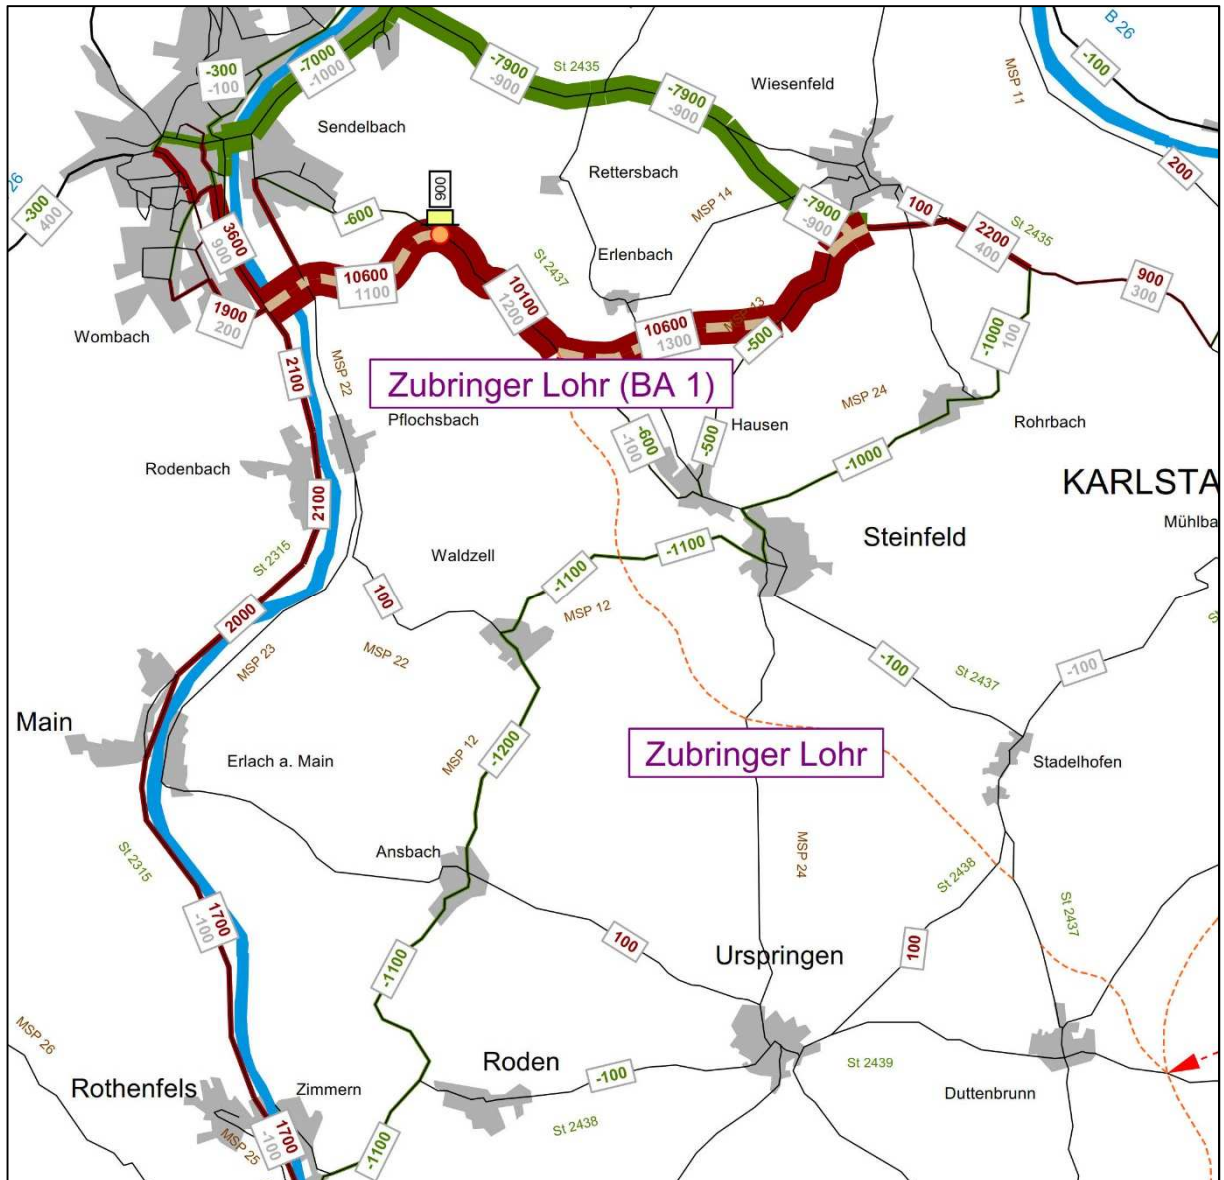 B 26
-300
-100
-7000
-1000
-7900
-900
St 2435
-7900
-900
Wiesenfeld
MSP 11
-100
Sendelbach
200
26
-300
400
Rettersbach
MSP 14
900
-600
3600
900
-7900
-900
100
2200
400
St 2435
Erlenbach
St 2437
10600
1100
10100
1200
900
300
1900
200
MSP 13
10600
1300
-500
-1000
100
Wombach
2100
MSP 22
Zubringer Lohr (BA 1)
MSP 24
Pflochsbach
-600
-100
-500
Hausen
Rohrbach
Rodenbach
-1000
KARLSTA
2100
Mühlba
Steinfeld
St 2315
Waldzell
-1100
-1100
100
MSP 12
2000
MSP 23
MSP 22
-100
St 2437
-100
S
Main
Zubringer Lohr
-1200
MSP 12
Erlach a. Main
Stadelhofen
St 2315
Ansbach
MSP 24
St 2438
1700
-100
100
100
St 2437
Urspringen
-1100
MSP 26
Roden
St 2439
Rothenfels
Zimmern
-100
Duttenbrunn
St 2438
MSP 25
1700
-100
-1100